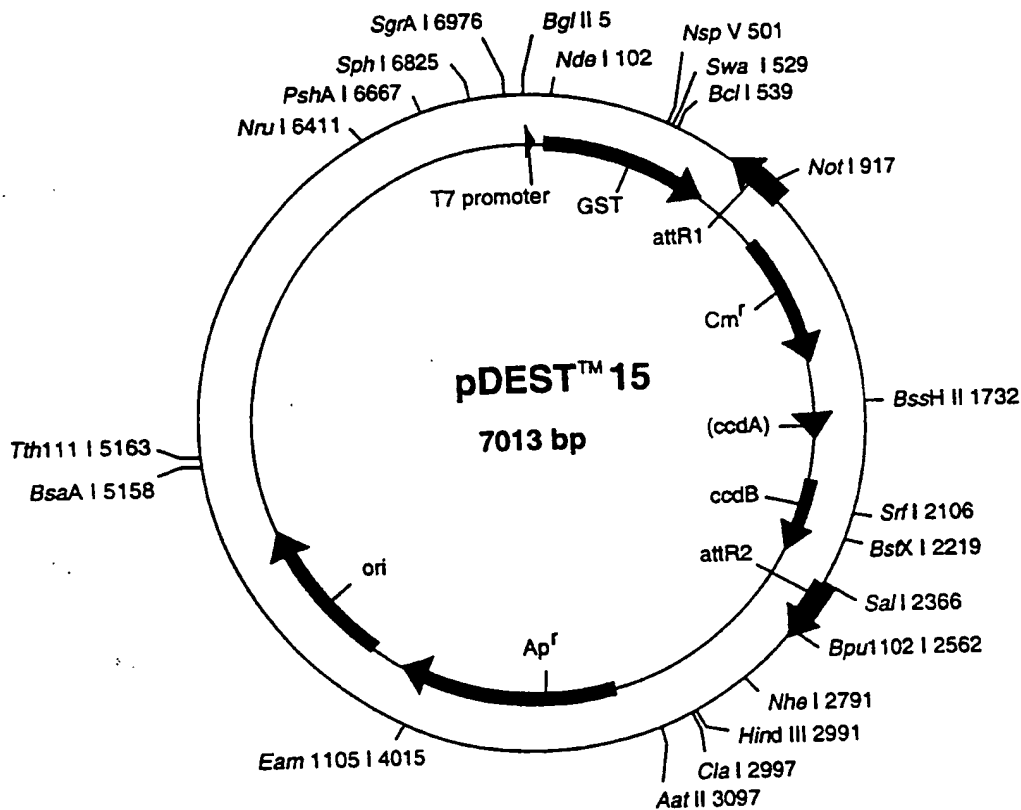 SgrA I 6976
Bgl II 5
Nsp V 501
Sph I 6825
Nde I 102
Swa I 529
PshA I 6667
Bcl I 539
Nru I 6411
Not I 917
T7 promoter
GST
attR1
Cmr
pDEST™ 15
7013 bp
BssH II 1732
(ccdA)
Tth111 I 5163
BsaA I 5158
ccdB
Srf I 2106
BstX I 2219
attR2
ori
Sal I 2366
Bpu1102 I 2562
Apr
Nhe I 2791
Hind III 2991
Eam 1105 I 4015
Cla I 2997
Aat II 3097